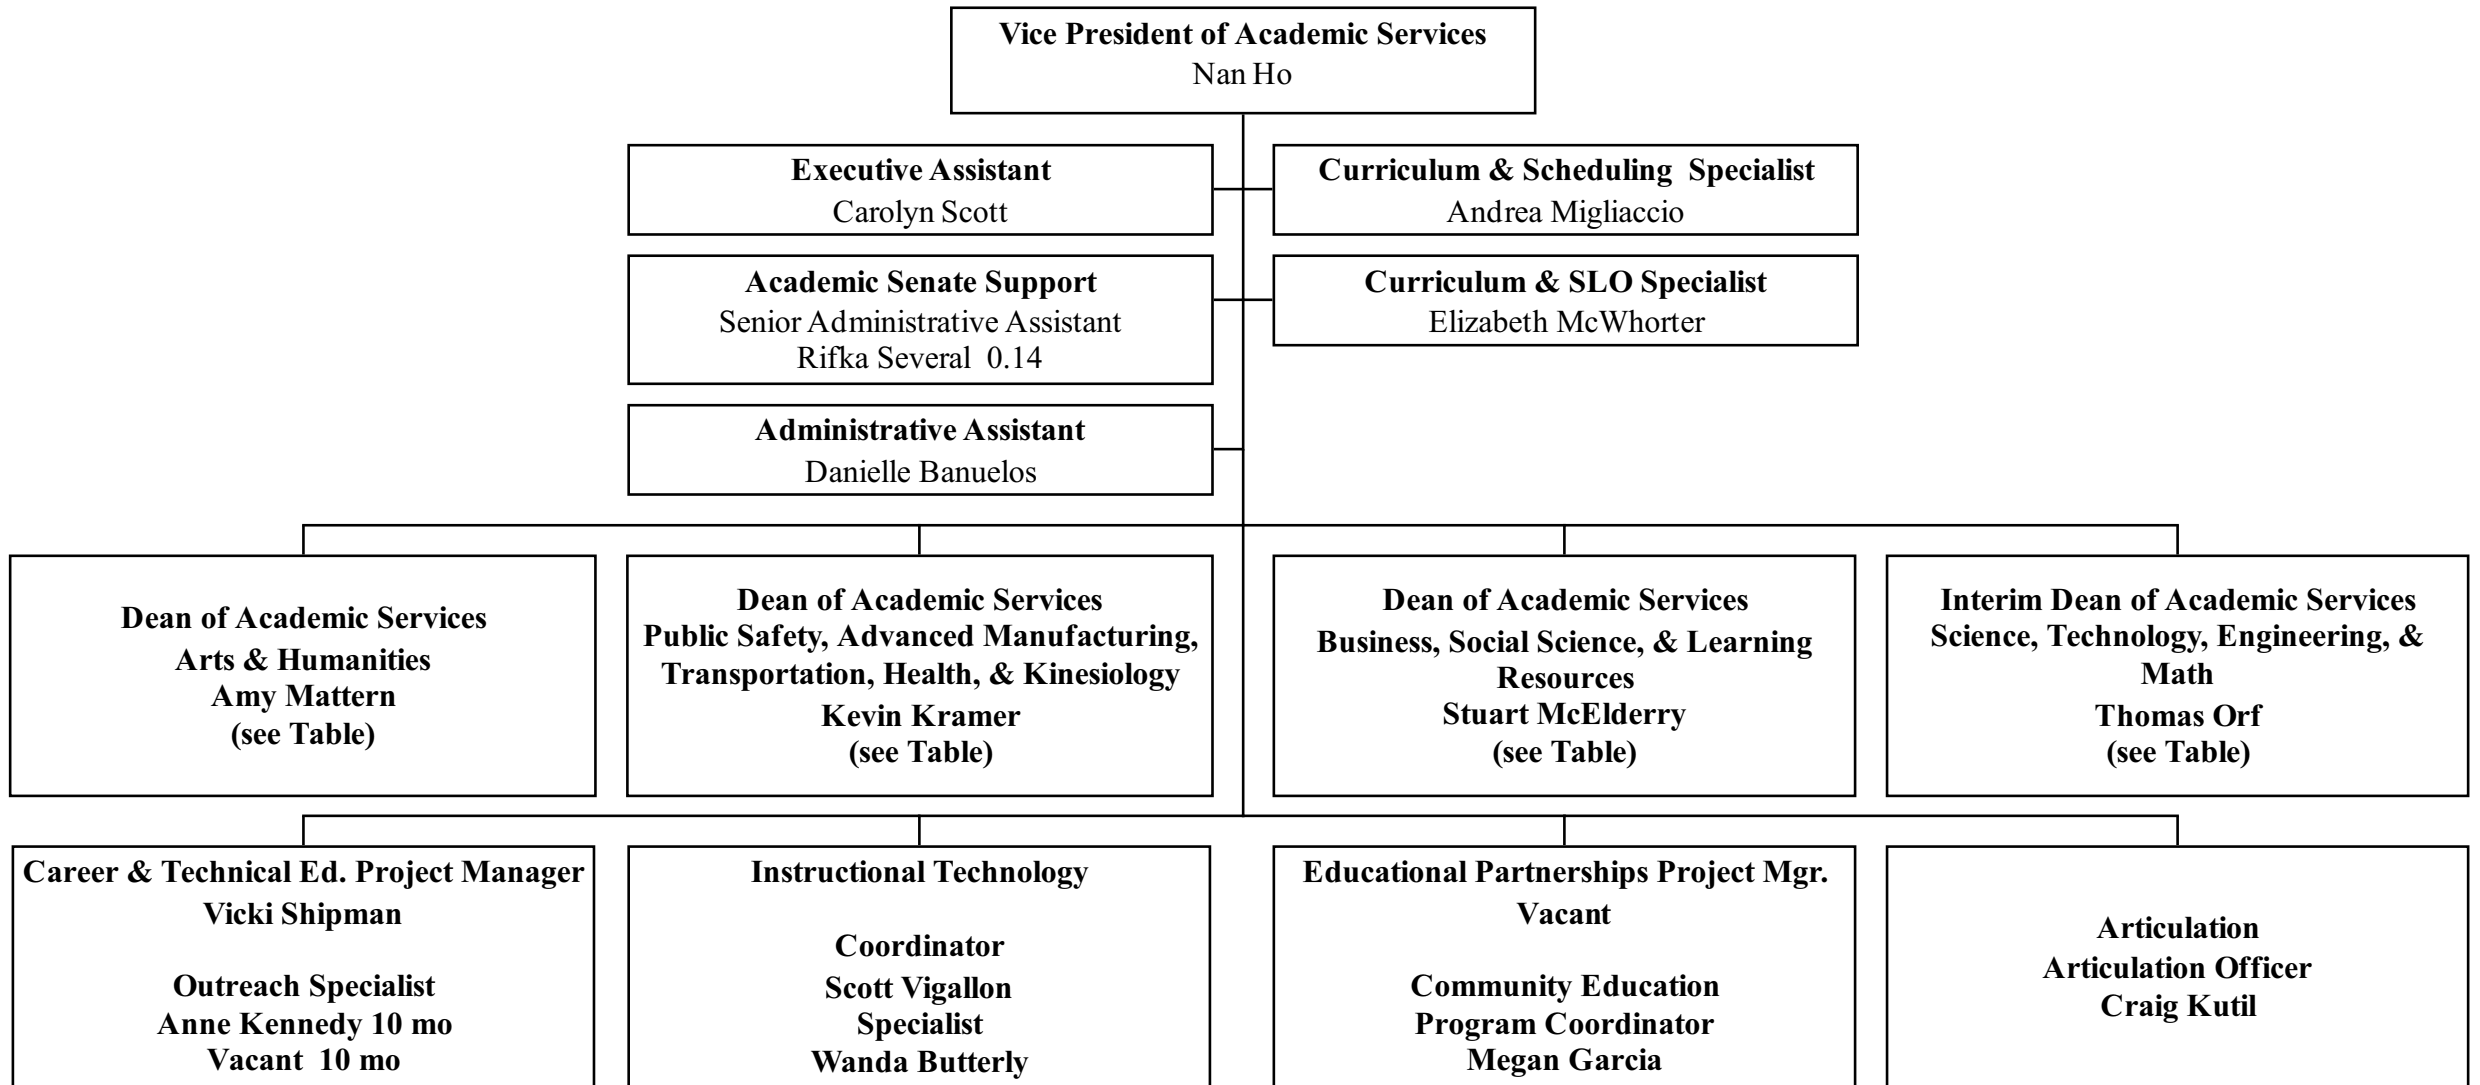 Vice President of Academic Services
Nan Ho
Executive Assistant
Carolyn Scott
Curriculum & Scheduling Specialist
Andrea Migliaccio
Academic Senate Support
Senior Administrative Assistant
Rifka Several 0.14
Curriculum & SLO Specialist
Elizabeth McWhorter
Administrative Assistant
Danielle Banuelos
Dean of Academic Services
Arts & Humanities
Amy Mattern
(see Table)
Dean of Academic Services
Public Safety, Advanced Manufacturing,
Transportation, Health, & Kinesiology
Kevin Kramer
(see Table)
Dean of Academic Services
Business, Social Science, & Learning
Resources
Stuart McElderry
(see Table)
Interim Dean of Academic Services
Science, Technology, Engineering, &
Math
Thomas Orf
(see Table)
Career & Technical Ed. Project Manager
Vicki Shipman
Outreach Specialist
Anne Kennedy 10 mo
Vacant 10 mo
Instructional Technology
Coordinator
Scott Vigallon
Specialist
Wanda Butterly
Educational Partnerships Project Mgr.
Vacant
Community Education
Program Coordinator
Megan Garcia
Articulation
Articulation Officer
Craig Kutil